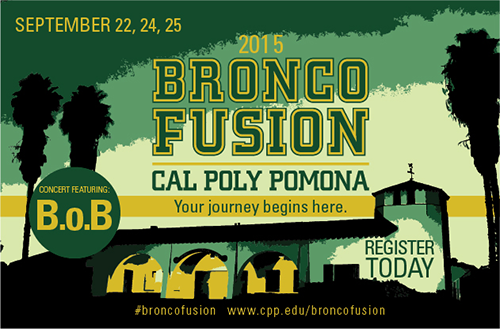 SEPTEMBER 22, 24, 25
2015
BRONCO
FUSION
CAL POLY POMONA
Your journey begins here.
CONCERT FEATURING:
B.o.B
REGISTER
TODAY
#broncofusion www.cpp.edu/broncofusion